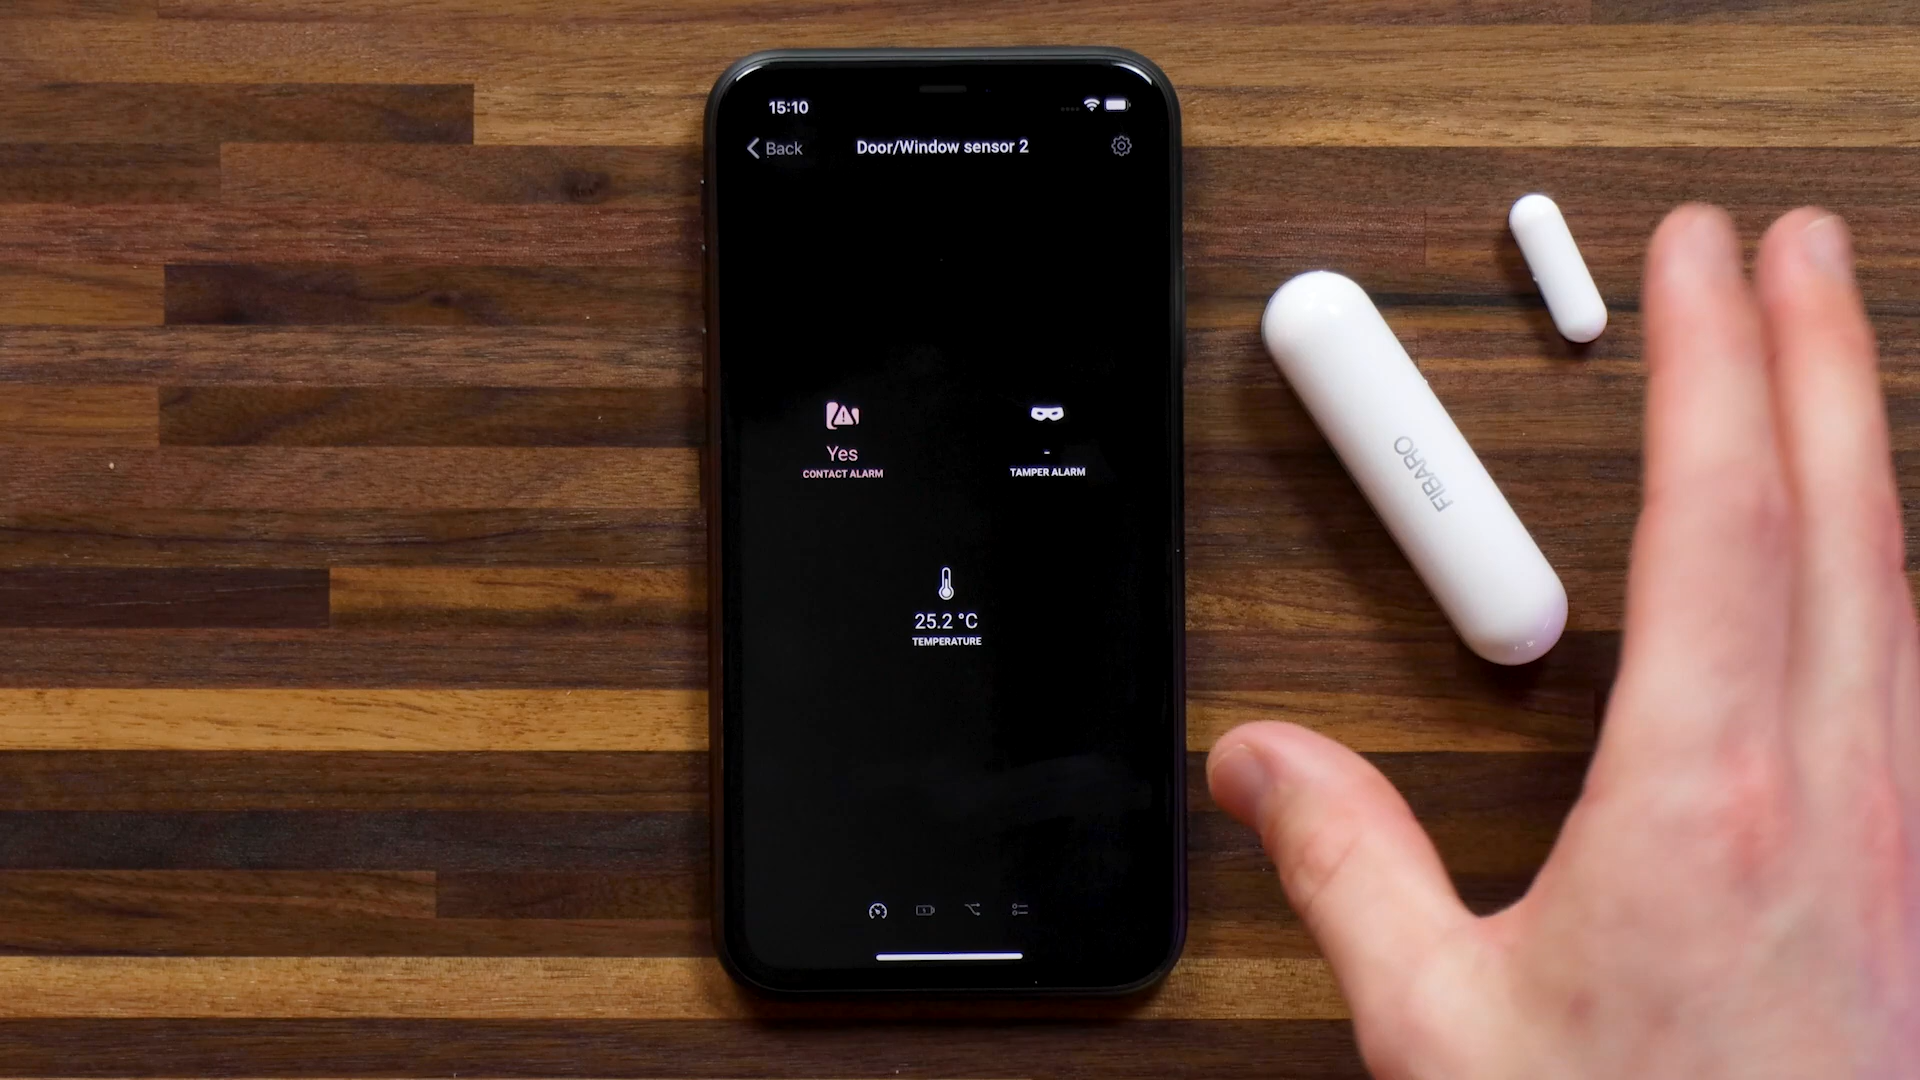 15:10
Back
Door/Window sensor 2
Yes
CONTACT ALARM
-
TAMPER ALARM
25.2 °C
TEMPERATURE
FIBARO